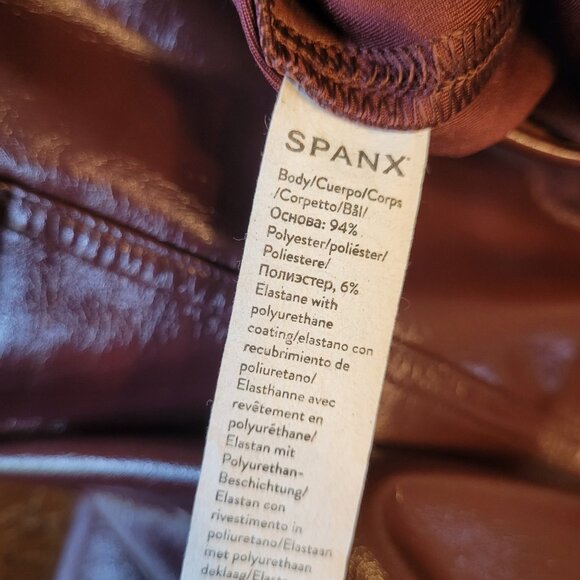 SPANX
Body/Cuerpo/Corps
/Corpetto/Bál/
Основа: 94%
Polyester/poliéster/
Poliestere/
Полиэстер, 6%
Elastane with
polyurethane
coating/elastano con
recubrimiento de
poliuretano/
Elasthanne avec
revêtement en
polyuréthane/
Elastan mit
Polyurethan-
Beschichtung/
Elastan con
rivestimento in
poliuretano/Elastaan
met polyurethaan
deklaag/Elastan